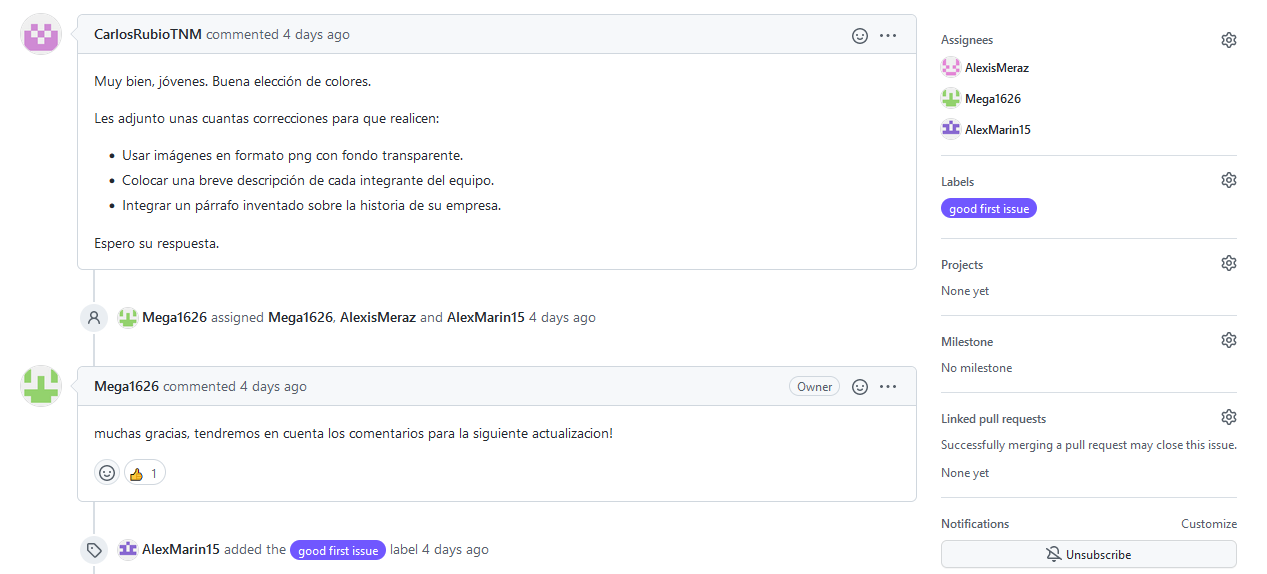 CarlosRubioTNM commented 4 days ago
Muy bien, jóvenes. Buena elección de colores.
Les adjunto unas cuantas correcciones para que realicen:
• Usar imágenes en formato png con fondo transparente.
• Colocar una breve descripción de cada integrante del equipo.
• Integrar un párrafo inventado sobre la historia de su empresa.
Espero su respuesta.
Mega1626 assigned Mega1626, AlexisMeraz and AlexMarin15 4 days ago
Mega1626 commented 4 days ago
Owner
muchas gracias, tendremos en cuenta los comentarios para la siguiente actualizacion!
1
AlexMarin15 added the good first issue label 4 days ago
Assignees
AlexisMeraz
Mega1626
AlexMarin15
Labels
good first issue
Projects
None yet
Milestone
No milestone
Linked pull requests
Successfully merging a pull request may close this issue.
None yet
Notifications
Customize
Unsubscribe